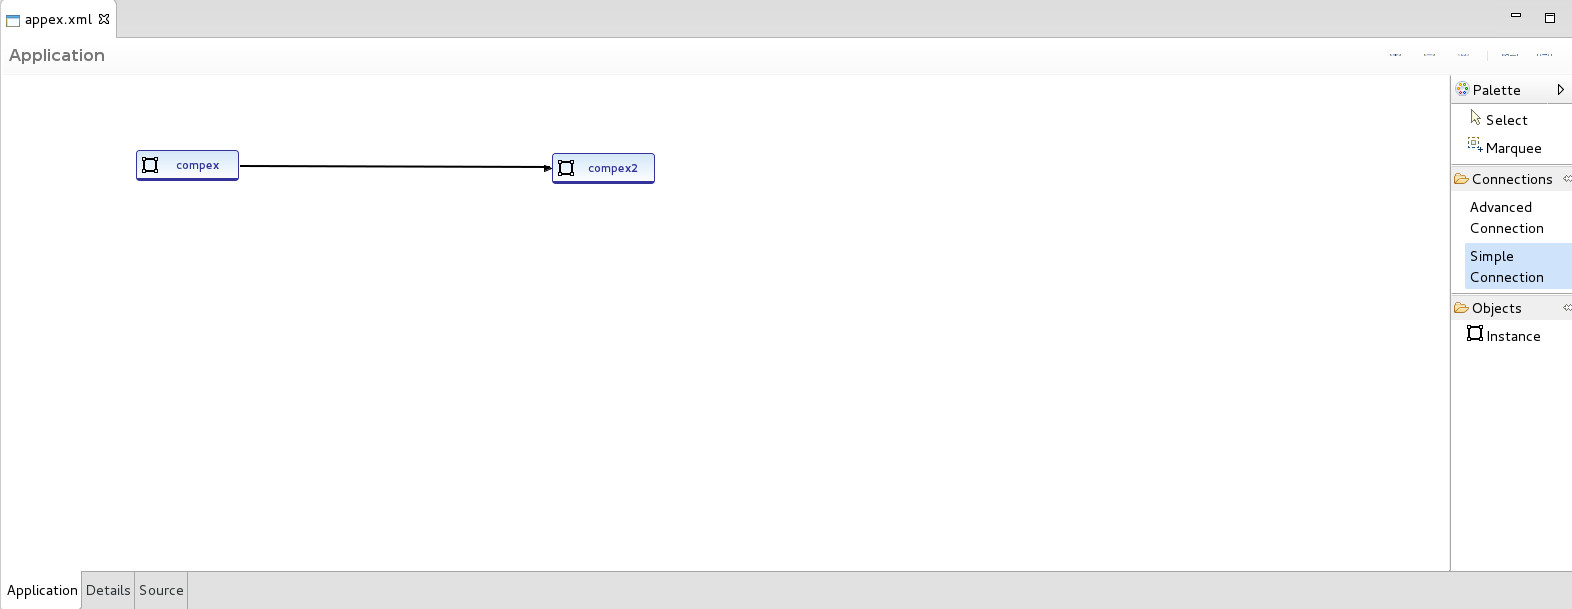 appex.xml
Application
Palette
Select
Marquee
Connections
Advanced
Connection
Simple
Connection
Objects
Instance
compex
compex2
Application Details Source